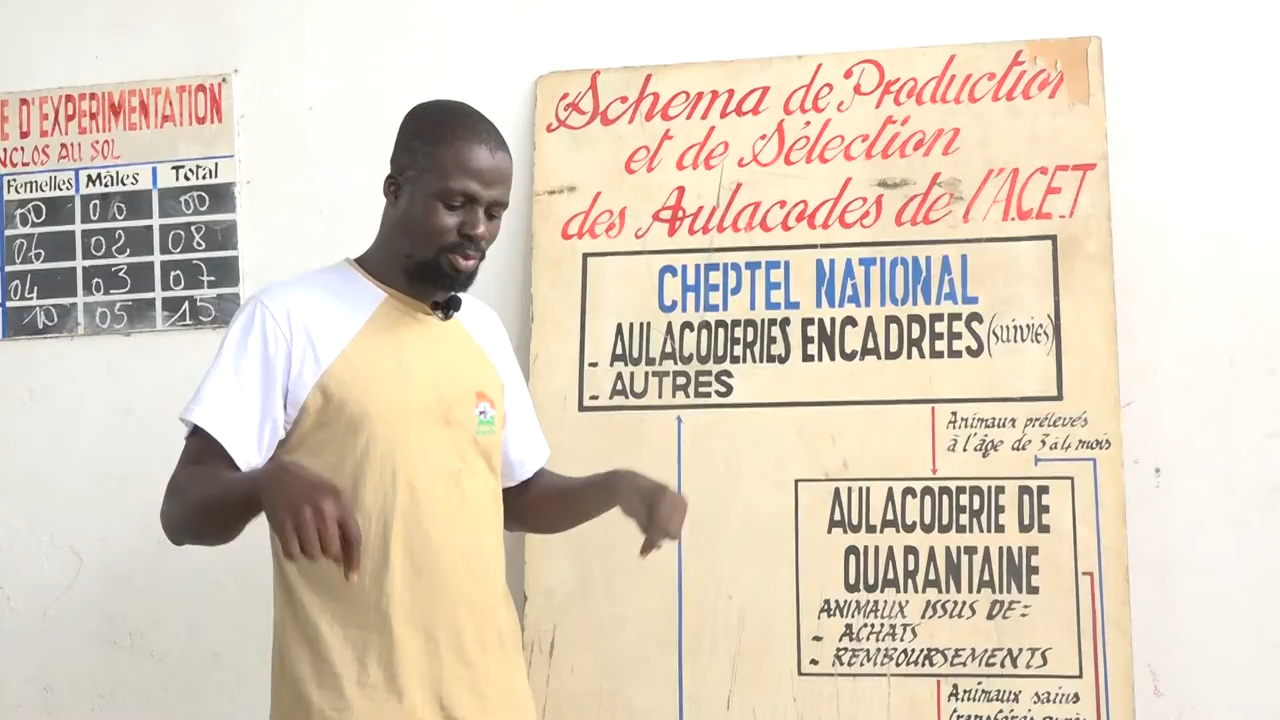 E D'EXPERIMENTATION
NCLOS AU SOL
Femelles Mâles Total
00 00 00
06 02 08
04 03 07
10 05 15
Schema de Production
et de Sélection
des Aulacodes de l'A.C.E.T
CHEPTEL NATIONAL
- AULACODERIES ENCADREES (suivies)
- AUTRES
Animaux prélevés
à l'âge de 3 à 4 mois
AULACODERIE DE
QUARANTAINE
ANIMAUX ISSUS DE=
- ACHATS
- REMBOURSEMENTS
Animaux sains